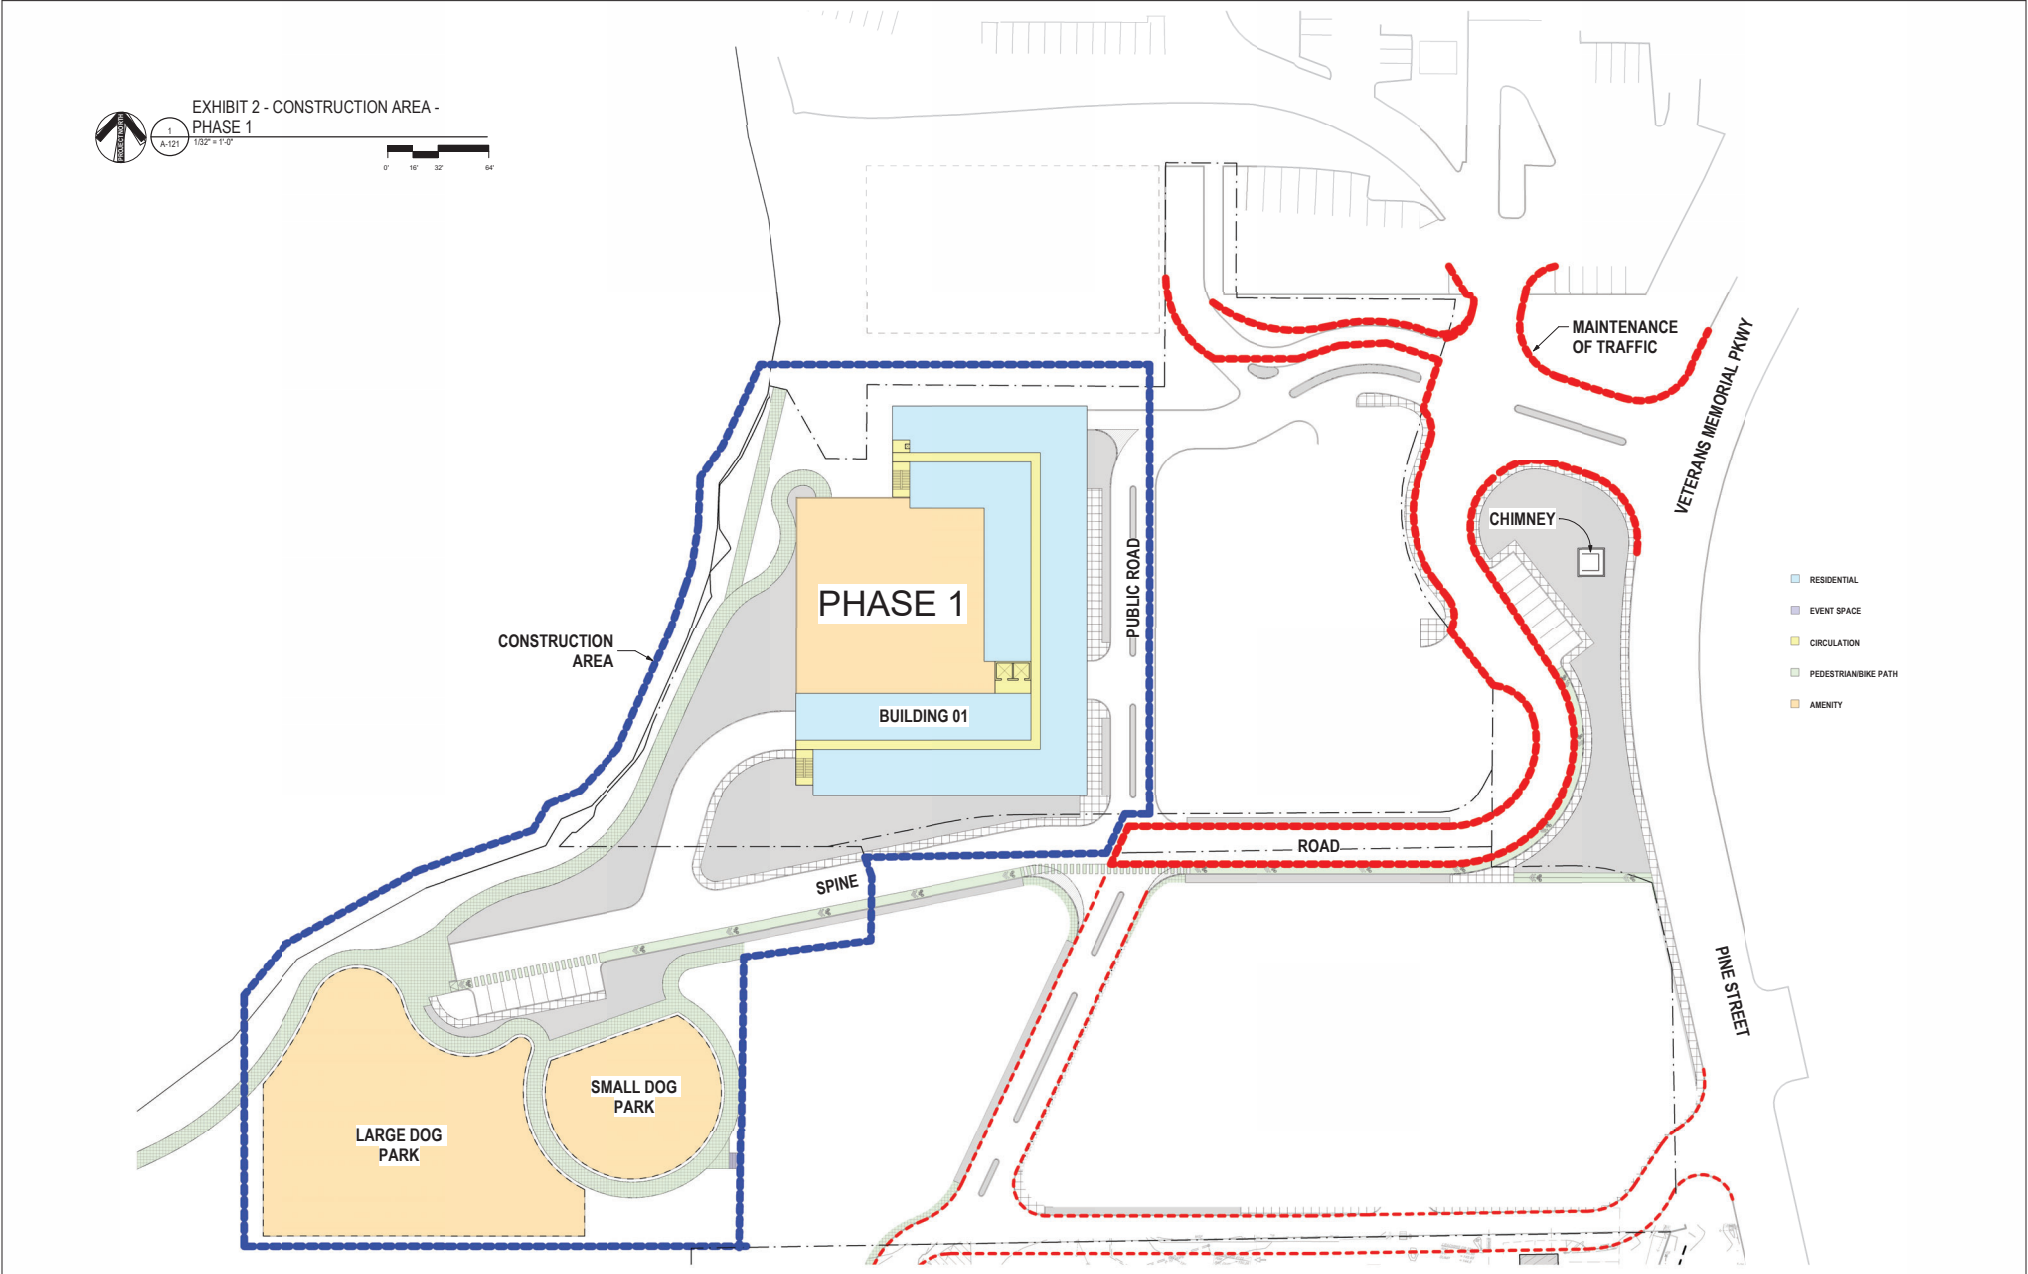 EXHIBIT 2 - CONSTRUCTION AREA -
PHASE 1
1
A-121
1/32" = 1'-0"
PROJECT NORTH
0'
16'
32'
64'
MAINTENANCE
OF TRAFFIC
VETERANS MEMORIAL PKWY
CHIMNEY
PUBLIC ROAD
PHASE 1
CONSTRUCTION
AREA
BUILDING 01
RESIDENTIAL
EVENT SPACE
CIRCULATION
PEDESTRIAN/BIKE PATH
AMENITY
ROAD
SPINE
PINE STREET
SMALL DOG
PARK
LARGE DOG
PARK